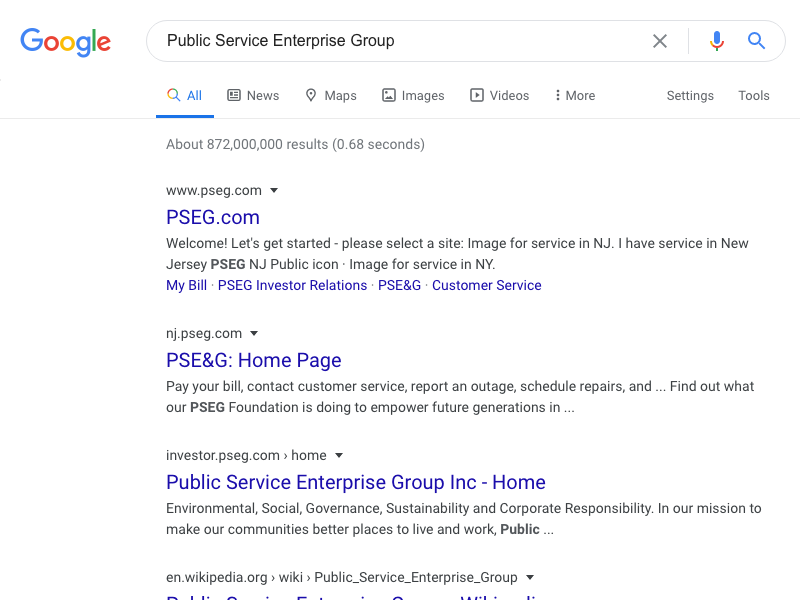 Google
Public Service Enterprise Group
All News Maps Images Videos More Settings Tools
About 872,000,000 results (0.68 seconds)
www.pseg.com
PSEG.com
Welcome! Let's get started - please select a site: Image for service in NJ. I have service in New
Jersey PSEG NJ Public icon · Image for service in NY.
My Bill · PSEG Investor Relations · PSE&G · Customer Service
nj.pseg.com
PSE&G: Home Page
Pay your bill, contact customer service, report an outage, schedule repairs, and ... Find out what
our PSEG Foundation is doing to empower future generations in ...
investor.pseg.com › home
Public Service Enterprise Group Inc - Home
Environmental, Social, Governance, Sustainability and Corporate Responsibility. In our mission to
make our communities better places to live and work, Public ...
en.wikipedia.org › wiki › Public_Service_Enterprise_Group
Public Service Enterprise Group - Wikipedia